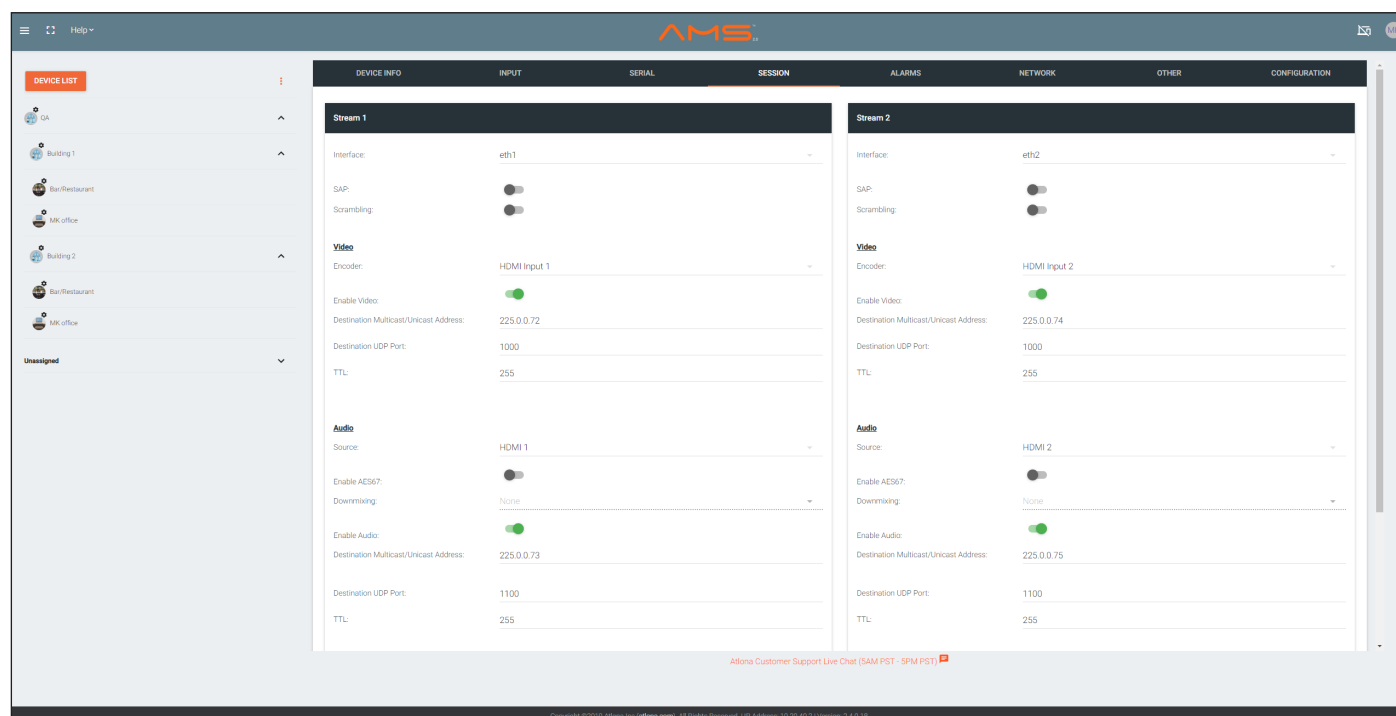 Help
AMS
DEVICE LIST
DEVICE INFO INPUT SERIAL SESSION ALARMS NETWORK OTHER CONFIGURATION
QA
Building 1
Bar/Restaurant
MK office
Building 2
Bar/Restaurant
MK office
Unassigned
Stream 1
Interface: eth1
SAP:
Scrambling:
Video
Encoder: HDMI Input 1
Enable Video:
Destination Multicast/Unicast Address: 225.0.0.72
Destination UDP Port: 1000
TTL: 255
Audio
Source: HDMI 1
Enable AES67:
Downmixing: None
Enable Audio:
Destination Multicast/Unicast Address: 225.0.0.73
Destination UDP Port: 1100
TTL: 255
Stream 2
Interface: eth2
SAP:
Scrambling:
Video
Encoder: HDMI Input 2
Enable Video:
Destination Multicast/Unicast Address: 225.0.0.74
Destination UDP Port: 1000
TTL: 255
Audio
Source: HDMI 2
Enable AES67:
Downmixing: None
Enable Audio:
Destination Multicast/Unicast Address: 225.0.0.75
Destination UDP Port: 1100
TTL: 255
Atlona Customer Support Live Chat (5AM PST - 5PM PST)